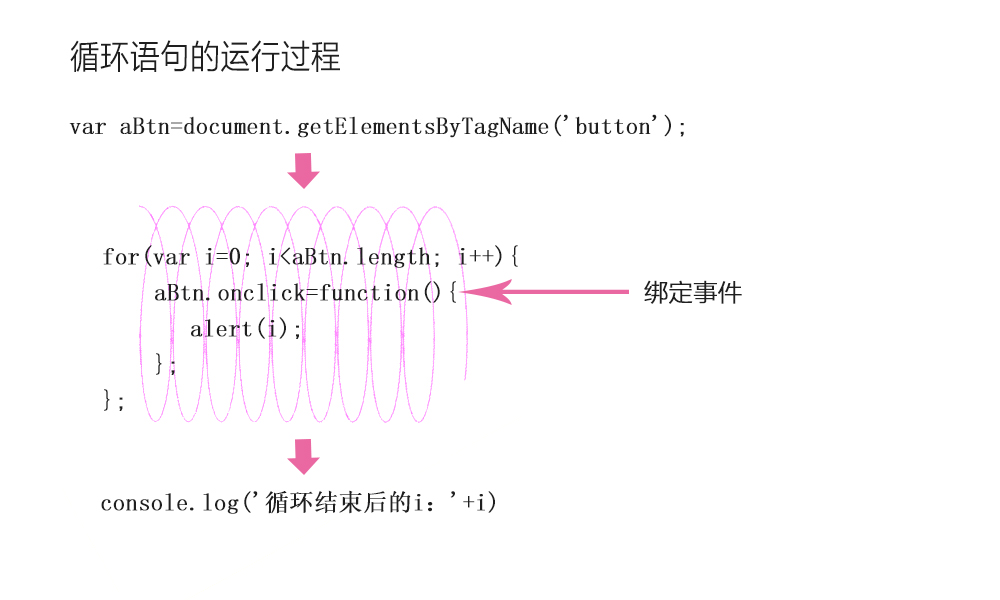 循环语句的运行过程
var aBtn=document.getElementsByTagName('button');
for(var i=0; i<aBtn.length; i++){
aBtn.onclick=function(){
绑定事件
alert(i);
};
};
console.log('循环结束后的i：'+i)